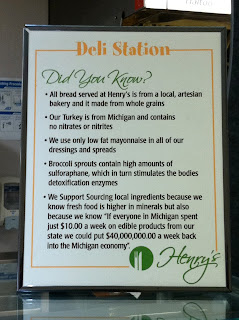 Deli Station
Did You Know?
• All bread served at Henry's is from a local, artesian
bakery and it made from whole grains
• Our Turkey is from Michigan and contains
no nitrates or nitrites
• We use only low fat mayonnaise in all of our
dressings and spreads
• Broccoli sprouts contain high amounts of
sulforaphane, which in turn stimulates the bodies
detoxification enzymes
• We Support Sourcing local ingredients because we
know fresh food is higher in minerals but also
because we know "if everyone in Michigan spent
just $10.00 a week on edible products from our
state we could put $40,000,000.00 a week back
into the Michigan economy".
Henry's